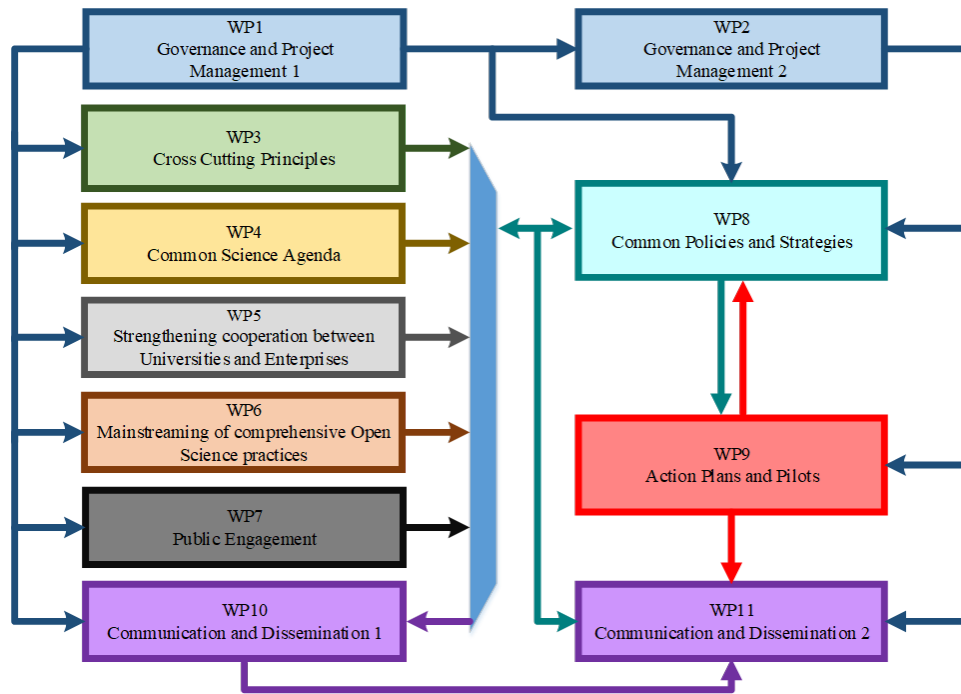 WP1
Governance and Project
Management 1
WP2
Governance and Project
Management 2
WP3
Cross Cutting Principles
WP4
Common Science Agenda
WP5
Strengthening cooperation between
Universities and Enterprises
WP6
Mainstreaming of comprehensive Open
Science practices
WP7
Public Engagement
WP10
Communication and Dissemination 1
WP8
Common Policies and Strategies
WP9
Action Plans and Pilots
WP11
Communication and Dissemination 2